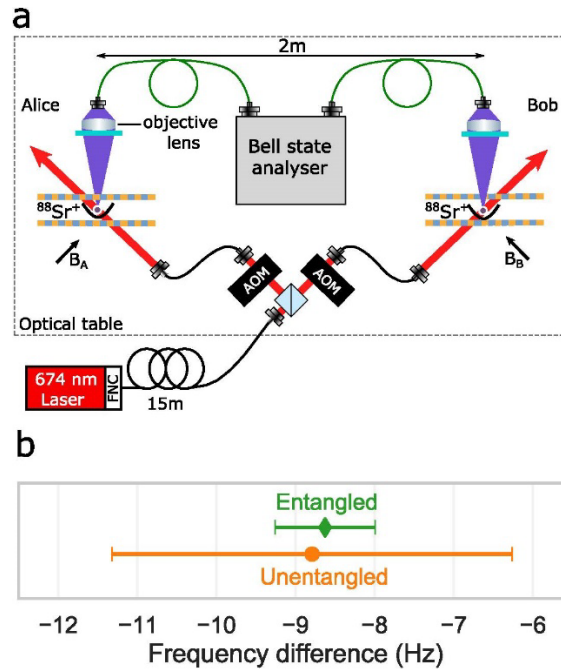 a
2m
Alice
Bob
objective
lens
Bell state
analyser
⁸⁸Sr⁺
⁸⁸Sr⁺
B_A
B_B
AOM
AOM
Optical table
674 nm
Laser
FNC
15m
b
Entangled
Unentangled
−12 −11 −10 −9 −8 −7 −6
Frequency difference (Hz)